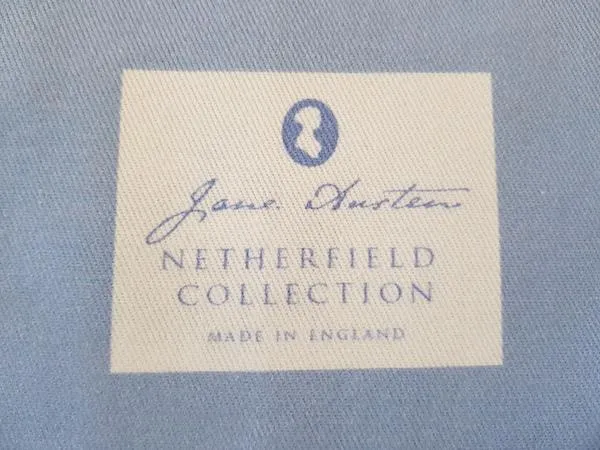 Jane Austen
NETHERFIELD
COLLECTION
MADE IN ENGLAND